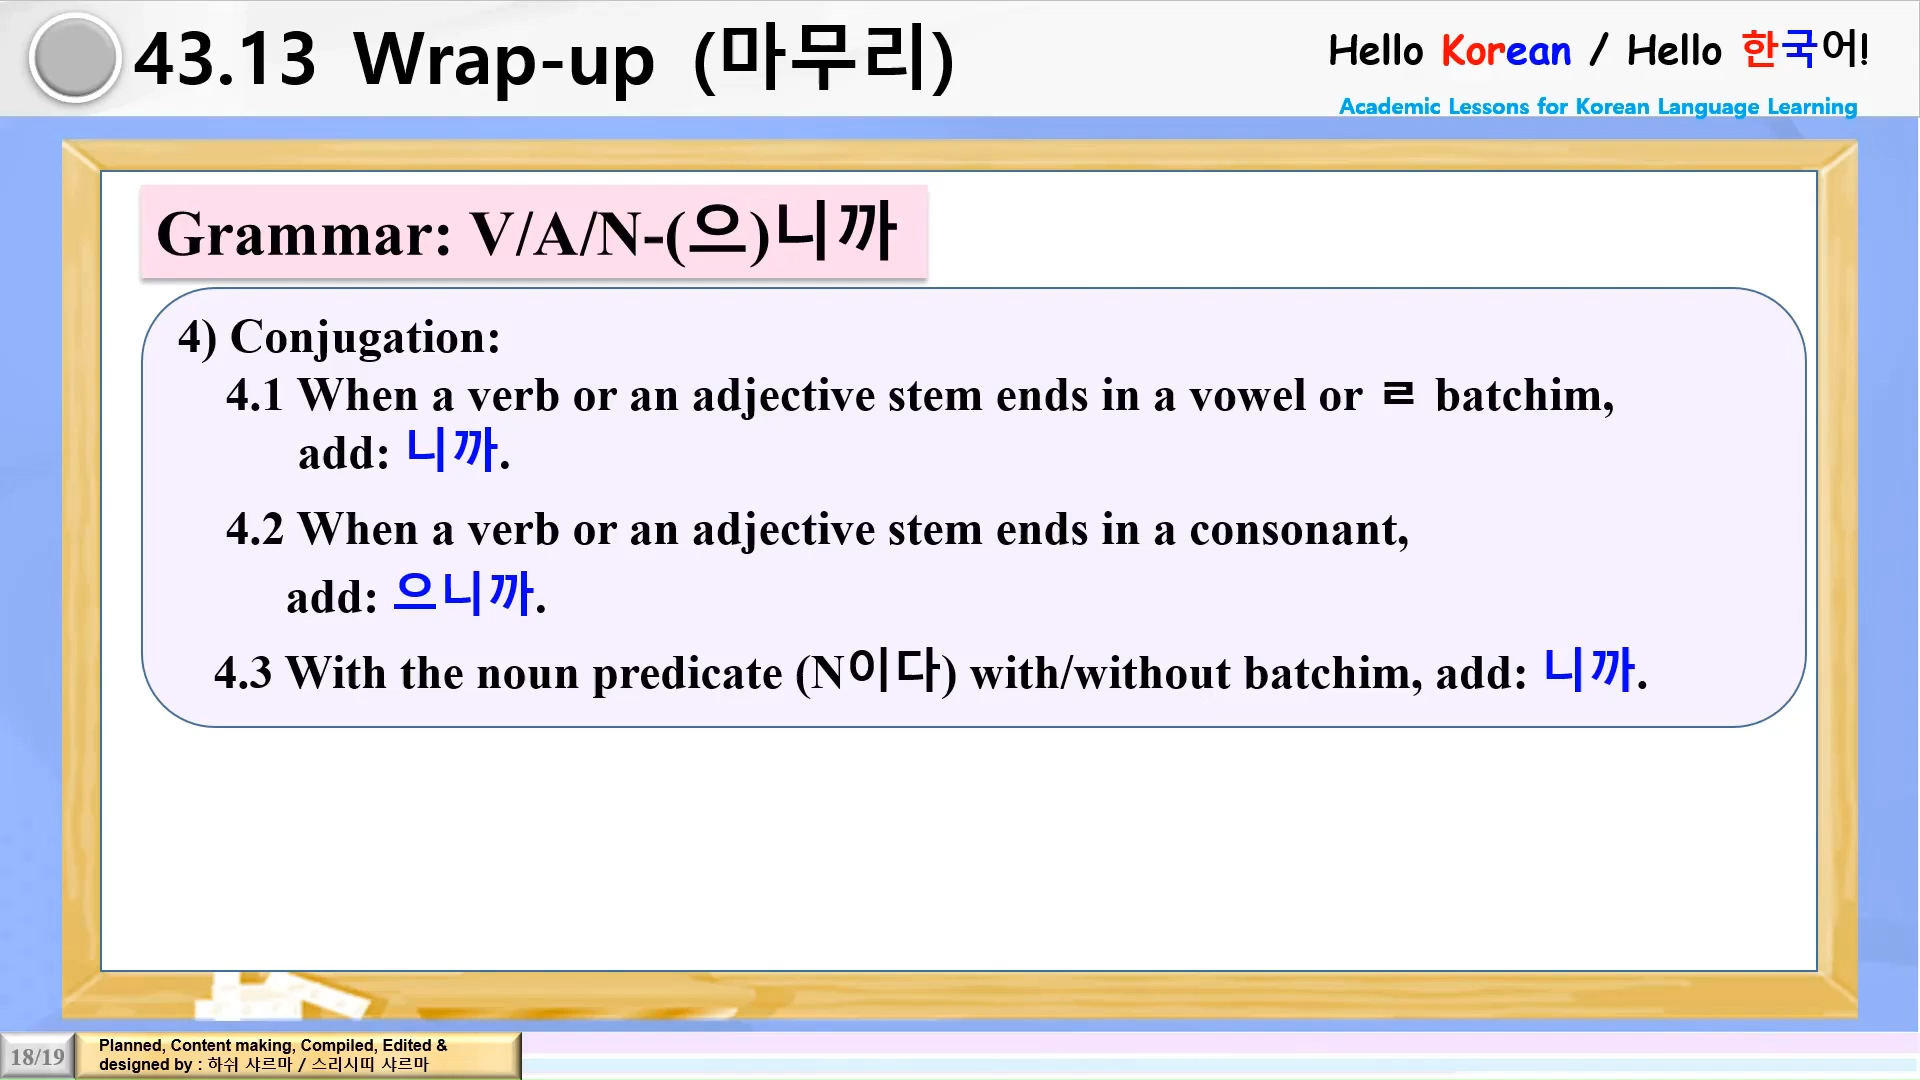 43.13 Wrap-up (마무리)
Hello Korean / Hello 한국어!
Academic Lessons for Korean Language Learning
Grammar: V/A/N-(으)니까
4) Conjugation:
4.1 When a verb or an adjective stem ends in a vowel or ㄹ batchim,
add: 니까.
4.2 When a verb or an adjective stem ends in a consonant,
add: 으니까.
4.3 With the noun predicate (N이다) with/without batchim, add: 니까.
18/19
Planned, Content making, Compiled, Edited &
designed by : 하쉬 샤르마 / 스리시띠 샤르마